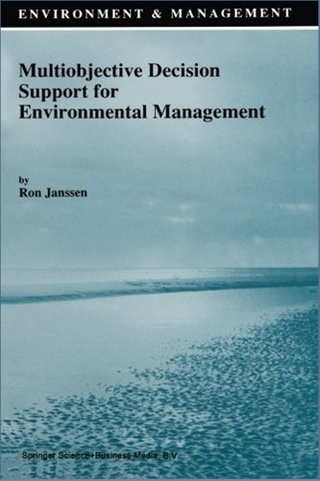 ENVIRONMENT & MANAGEMENT
Multiobjective Decision
Support for
Environmental Management
by
Ron Janssen
Springer Science+Business Media, B.V.